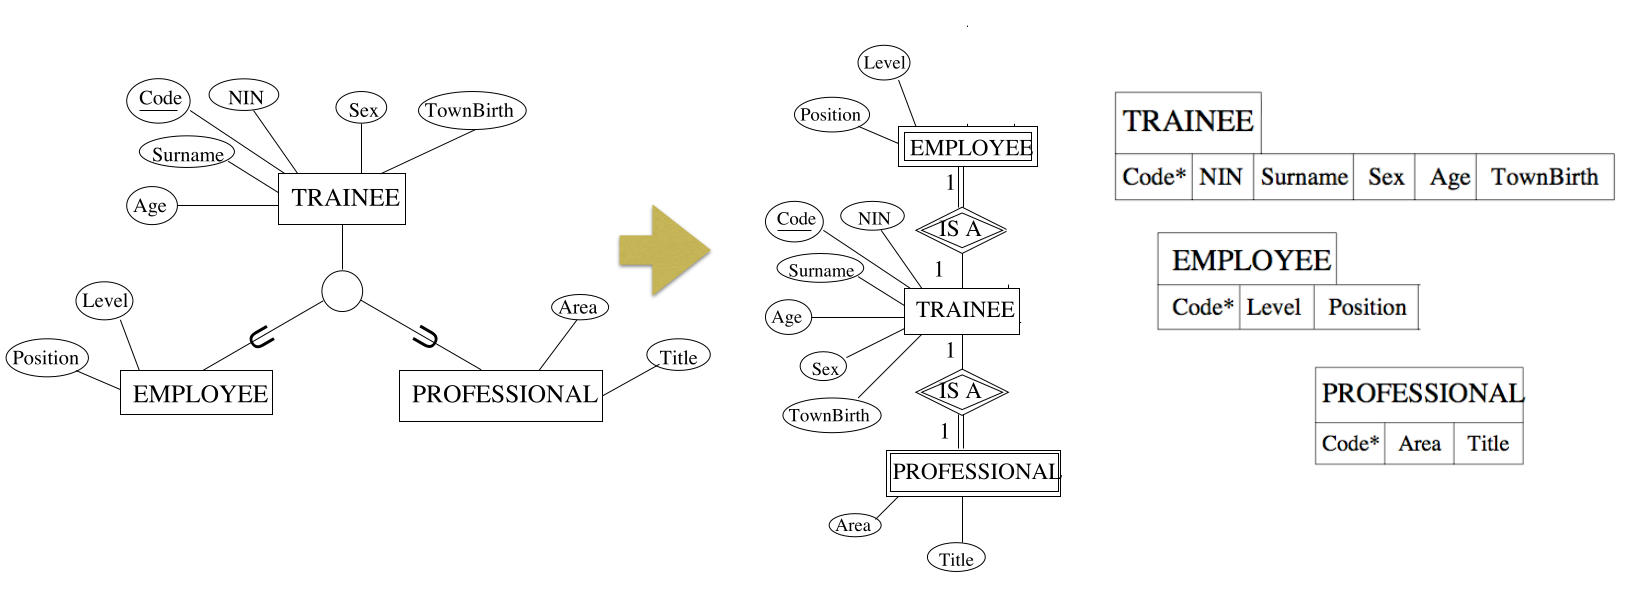 Code
NIN
Sex
TownBirth
Surname
Age
TRAINEE
Level
Position
EMPLOYEE
Area
Title
PROFESSIONAL
Level
Position
EMPLOYEE
1
IS A
1
Code
NIN
Surname
Age
TRAINEE
Sex
TownBirth
1
IS A
1
PROFESSIONAL
Area
Title
TRAINEE
Code* NIN Surname Sex Age TownBirth
EMPLOYEE
Code* Level Position
PROFESSIONAL
Code* Area Title